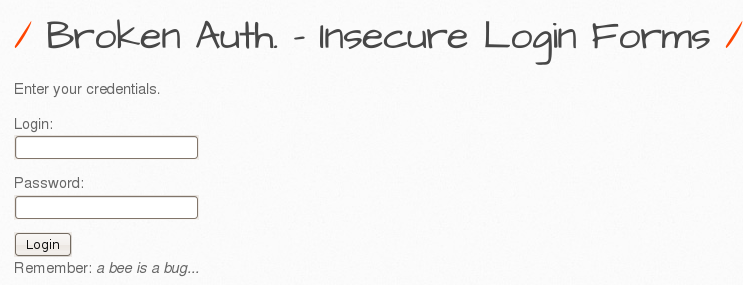 / Broken Auth. - Insecure Login Forms /
Enter your credentials.
Login:
Password:
Login
Remember: a bee is a bug...